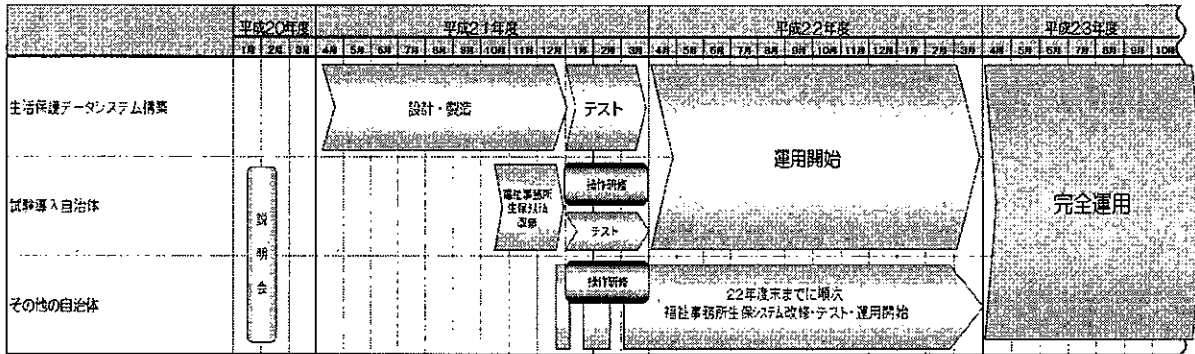 平成20年度 平成21年度 平成22年度 平成23年度
1月 2月 3月 4月 5月 6月 7月 8月 9月 10月 11月 12月 1月 2月 3月 4月 5月 6月 7月 8月 9月 10月 11月 12月 1月 2月 3月 4月 5月 6月 7月 8月 9月 10月
生活保護データシステム構築
設計・製造
テスト
運用開始
完全運用
試験導入自治体
説明会
福祉事務所
生保システム
改修
操作研修
テスト
その他の自治体
操作研修
22年度末までに順次
福祉事務所生保システム改修・テスト・運用開始